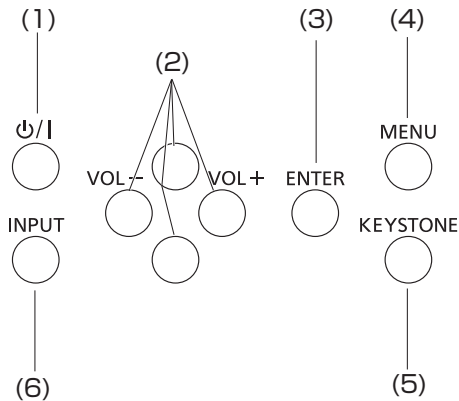 (1)
(2)
(3)
(4)
⏻/I
MENU
VOL−
VOL+
ENTER
INPUT
KEYSTONE
(6)
(5)